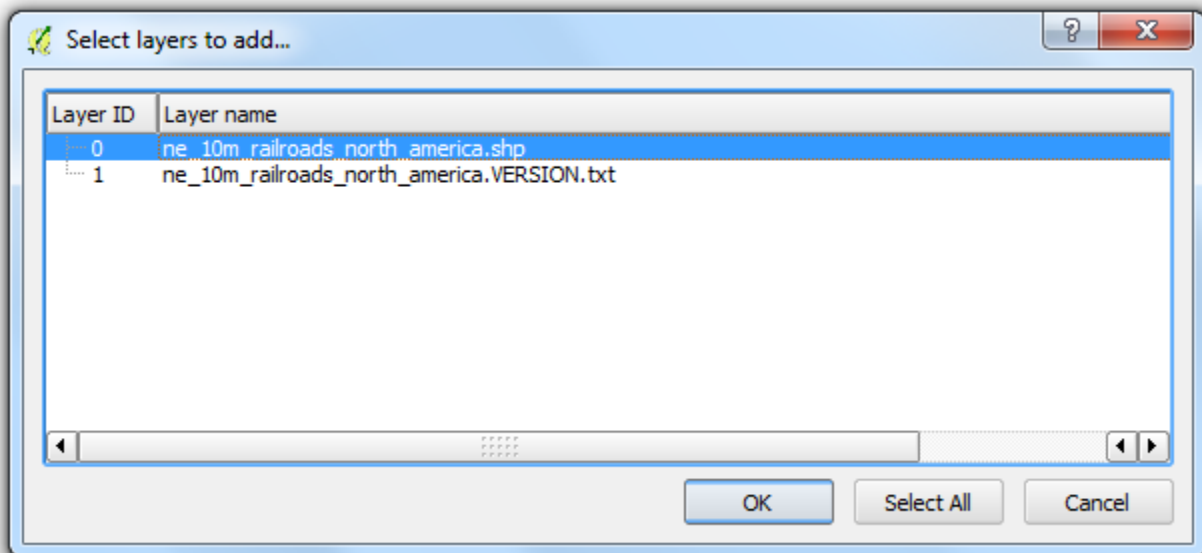 Select layers to add...
Layer ID Layer name
0 ne_10m_railroads_north_america.shp
1 ne_10m_railroads_north_america.VERSION.txt
OK Select All Cancel